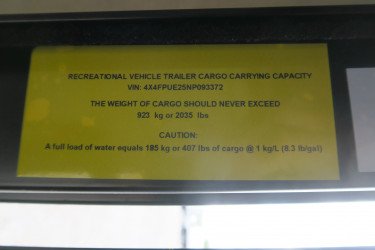 RECREATIONAL VEHICLE TRAILER CARGO CARRYING CAPACITY
VIN: 4X4FPUE25NP093372
THE WEIGHT OF CARGO SHOULD NEVER EXCEED
923 kg or 2035 lbs
CAUTION:
A full load of water equals 185 kg or 407 lbs of cargo @ 1 kg/L (8.3 lb/gal)